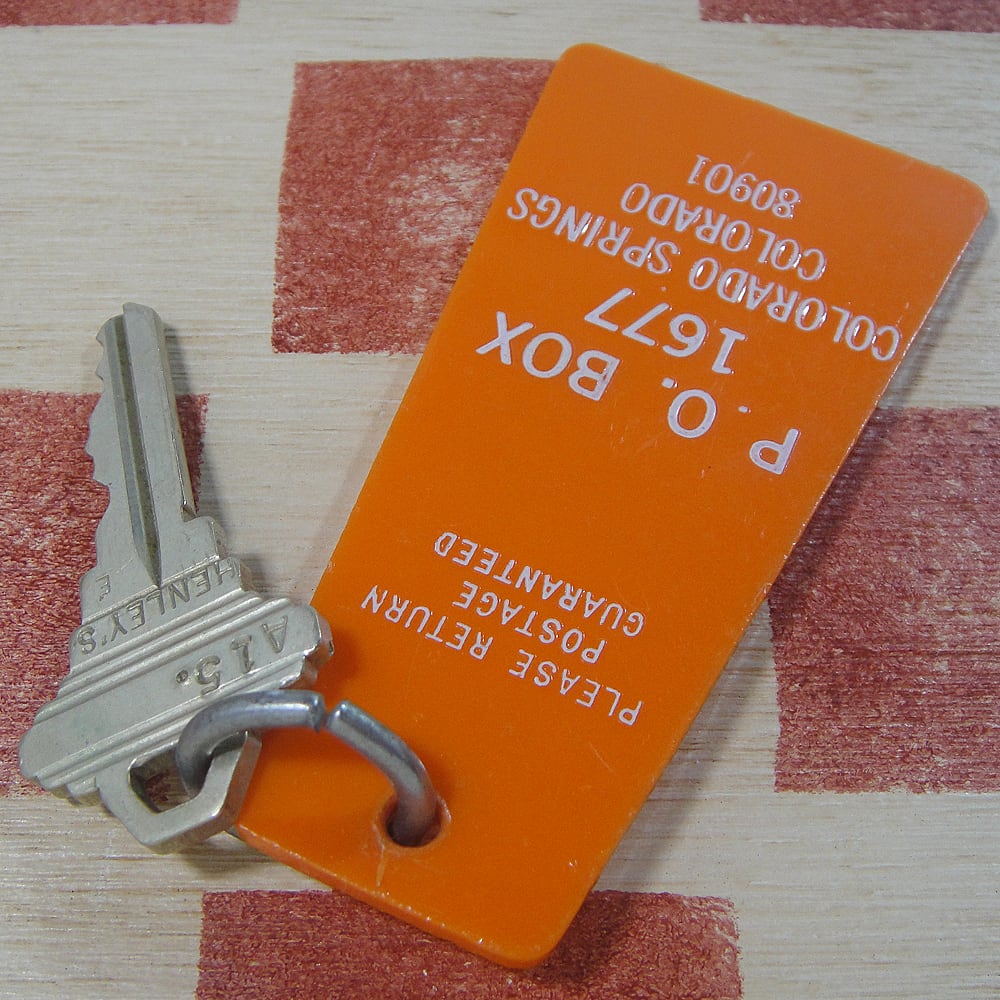 PLEASE RETURN
POSTAGE
GUARANTEED
P. O. BOX
1677
COLORADO SPRINGS
COLORADO
80901
HENLEY'S
E
A15.